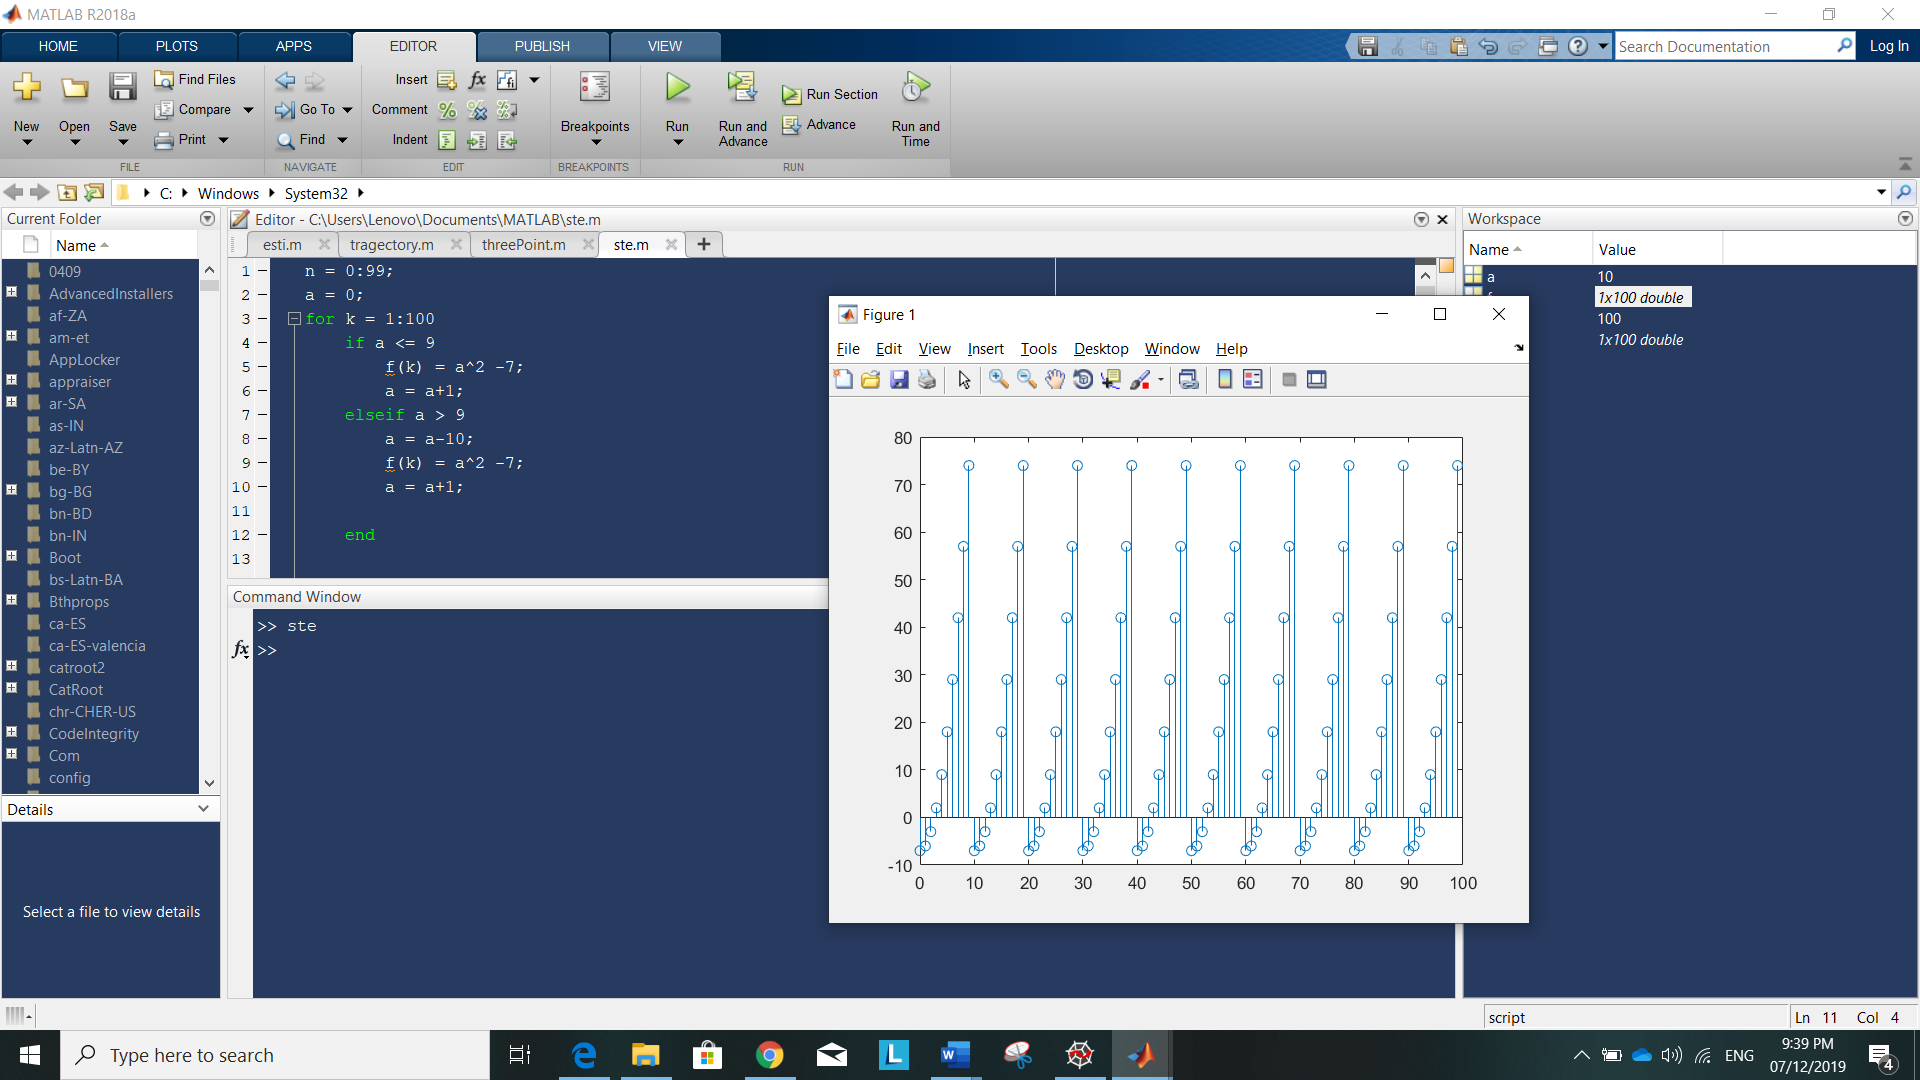 MATLAB R2018a
HOME PLOTS APPS EDITOR PUBLISH VIEW
Search Documentation Log In
New Open Save
Find Files
Compare
Print
FILE
Go To
Find
NAVIGATE
Insert
Comment
Indent
EDIT
Breakpoints
BREAKPOINTS
Run
Run and Advance
Run Section
Advance
Run and Time
RUN
C: Windows System32
Current Folder
Name
0409
AdvancedInstallers
af-ZA
am-et
AppLocker
appraiser
ar-SA
as-IN
az-Latn-AZ
be-BY
bg-BG
bn-BD
bn-IN
Boot
bs-Latn-BA
Bthprops
ca-ES
ca-ES-valencia
catroot2
CatRoot
chr-CHER-US
CodeIntegrity
Com
config
Details
Select a file to view details
Editor - C:\Users\Lenovo\Documents\MATLAB\ste.m
esti.m tragectory.m threePoint.m ste.m
1 n = 0:99;
2 a = 0;
3 for k = 1:100
4 if a <= 9
5 f(k) = a^2 -7;
6 a = a+1;
7 elseif a > 9
8 a = a-10;
9 f(k) = a^2 -7;
10 a = a+1;
11
12 end
13
Command Window
>> ste
fx >>
Figure 1
File Edit View Insert Tools Desktop Window Help
80
70
60
50
40
30
20
10
0
-10
0 10 20 30 40 50 60 70 80 90 100
Workspace
Name Value
a 10
1x100 double
100
1x100 double
script Ln 11 Col 4
Type here to search
ENG
9:39 PM
07/12/2019
4